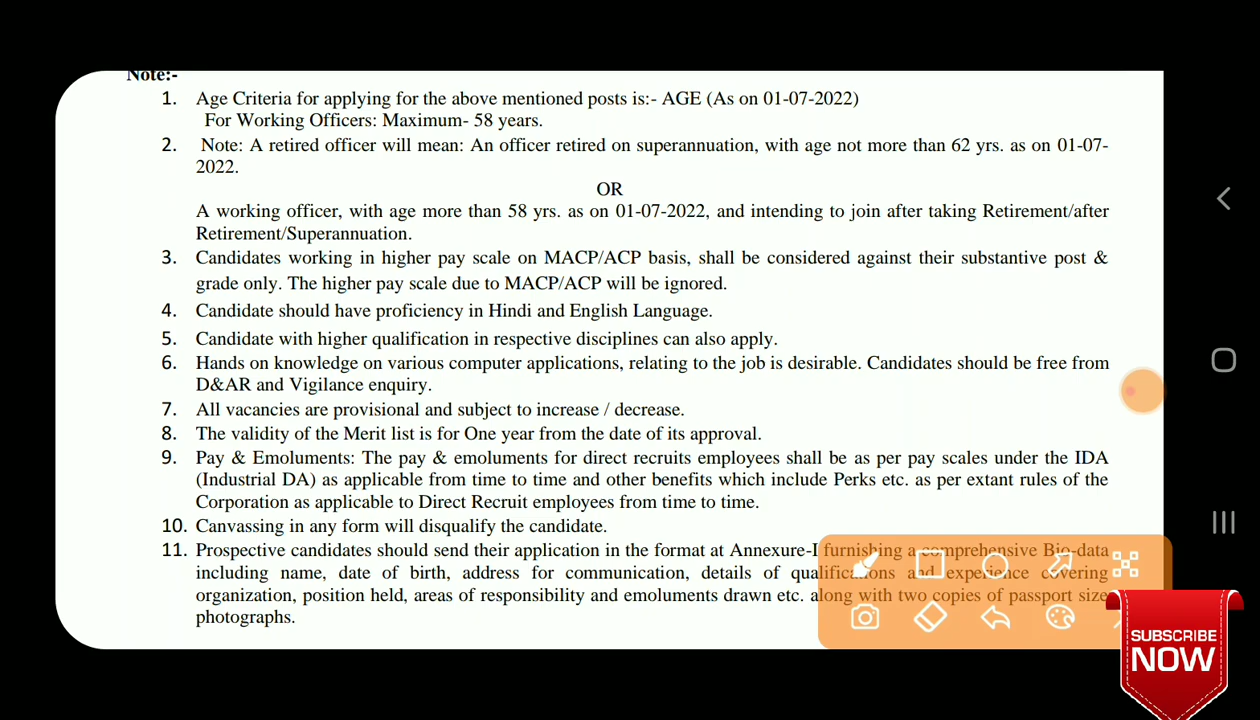 Note:-
1. Age Criteria for applying for the above mentioned posts is:- AGE (As on 01-07-2022)
For Working Officers: Maximum- 58 years.
2. Note: A retired officer will mean: An officer retired on superannuation, with age not more than 62 yrs. as on 01-07-
2022.
OR
A working officer, with age more than 58 yrs. as on 01-07-2022, and intending to join after taking Retirement/after
Retirement/Superannuation.
3. Candidates working in higher pay scale on MACP/ACP basis, shall be considered against their substantive post &
grade only. The higher pay scale due to MACP/ACP will be ignored.
4. Candidate should have proficiency in Hindi and English Language.
5. Candidate with higher qualification in respective disciplines can also apply.
6. Hands on knowledge on various computer applications, relating to the job is desirable. Candidates should be free from
D&AR and Vigilance enquiry.
7. All vacancies are provisional and subject to increase / decrease.
8. The validity of the Merit list is for One year from the date of its approval.
9. Pay & Emoluments: The pay & emoluments for direct recruits employees shall be as per pay scales under the IDA
(Industrial DA) as applicable from time to time and other benefits which include Perks etc. as per extant rules of the
Corporation as applicable to Direct Recruit employees from time to time.
10. Canvassing in any form will disqualify the candidate.
11. Prospective candidates should send their application in the format at Annexure-I furnishing a comprehensive Bio-data
including name, date of birth, address for communication, details of qualifications and experience covering
organization, position held, areas of responsibility and emoluments drawn etc. along with two copies of passport size
photographs.
SUBSCRIBE
NOW